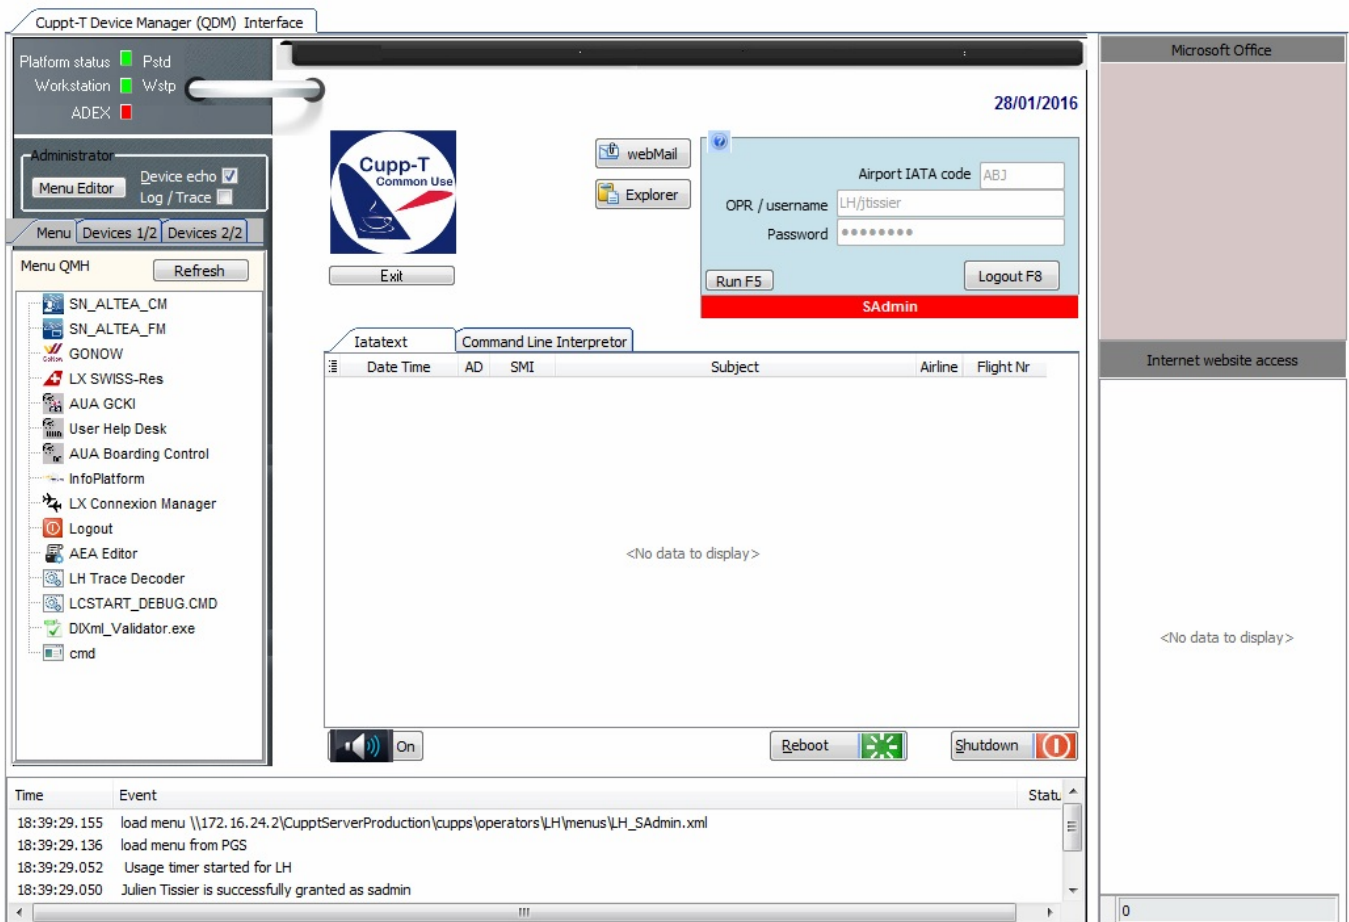 Cuppt-T Device Manager (QDM) Interface
Platform status Pstd
Workstation Wstp
ADEX
Administrator
Menu Editor
Device echo
Log / Trace
Menu Devices 1/2 Devices 2/2
Menu QMH Refresh
SN_ALTEA_CM
SN_ALTEA_FM
GONOW
LX SWISS-Res
AUA GCKI
User Help Desk
AUA Boarding Control
InfoPlatform
LX Connexion Manager
Logout
AEA Editor
LH Trace Decoder
LCSTART_DEBUG.CMD
DIXml_Validator.exe
cmd
28/01/2016
Cupp-T
Common Use
Exit
webMail
Explorer
Airport IATA code ABJ
OPR / username LH/jtissier
Password ••••••••
Run F5 Logout F8
SAdmin
Iatatext Command Line Interpretor
Date Time AD SMI Subject Airline Flight Nr
<No data to display>
On Reboot Shutdown
Time Event Statu
18:39:29.155 load menu \\172.16.24.2\CupptServerProduction\cupps\operators\LH\menus\LH_SAdmin.xml
18:39:29.136 load menu from PGS
18:39:29.052 Usage timer started for LH
18:39:29.050 Julien Tissier is successfully granted as sadmin
Microsoft Office
Internet website access
<No data to display>
0